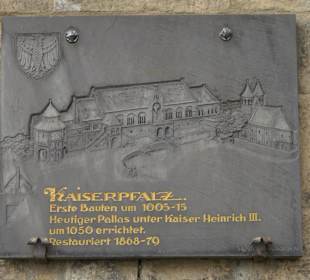 KAISERPFALZ.
Erste Bauten um 1005-15
Heutiger Pallas unter Kaiser Heinrich III.
um 1050 errichtet.
Restauriert 1868-79